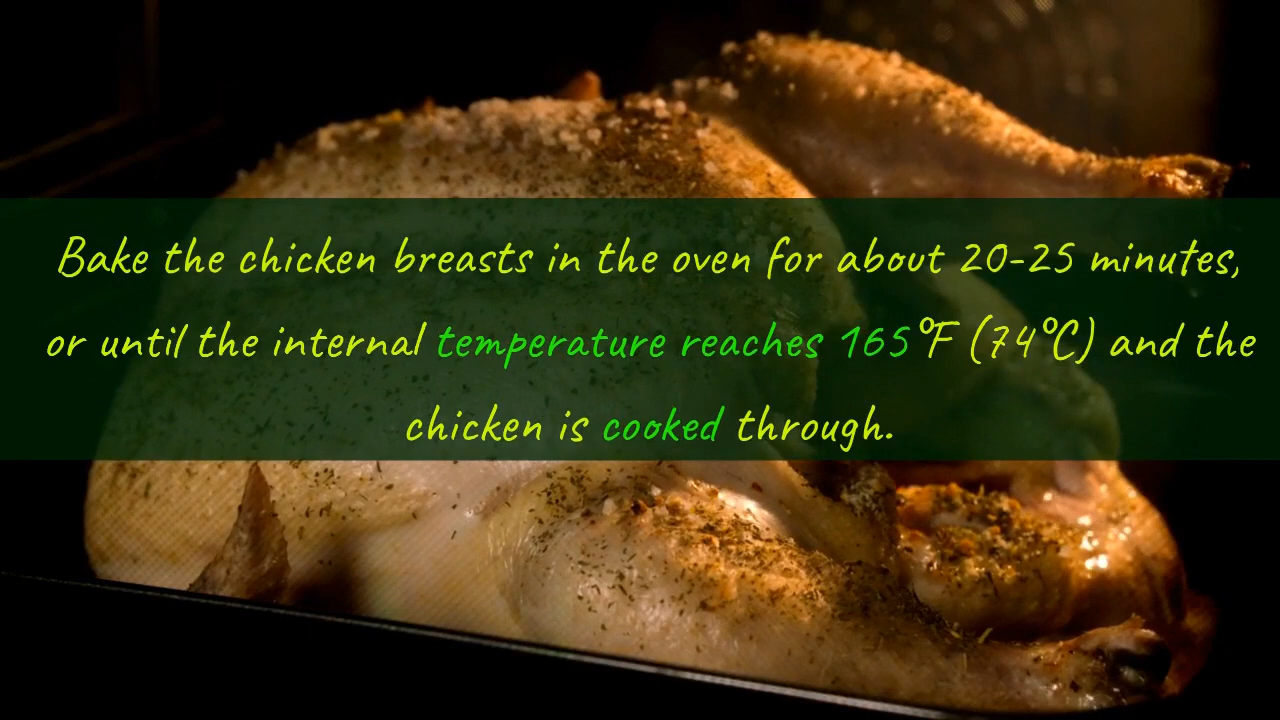 Bake the chicken breasts in the oven for about 20-25 minutes,
or until the internal temperature reaches 165°F (74°C) and the
chicken is cooked through.